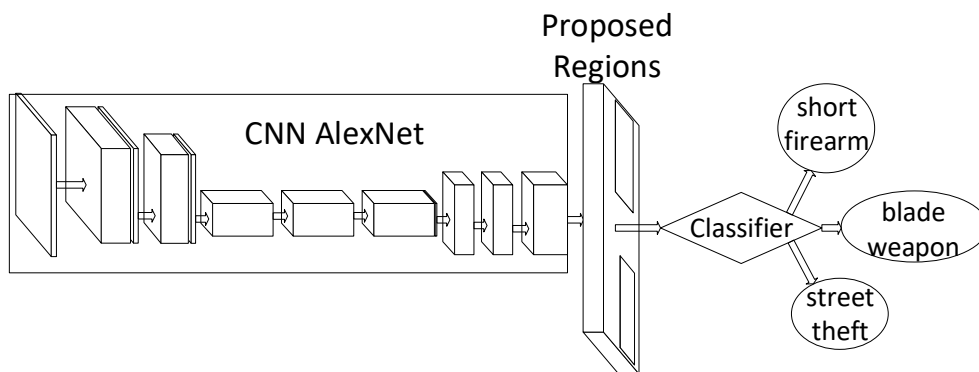 Proposed
Regions
CNN AlexNet
short
firearm
Classifier
blade
weapon
street
theft